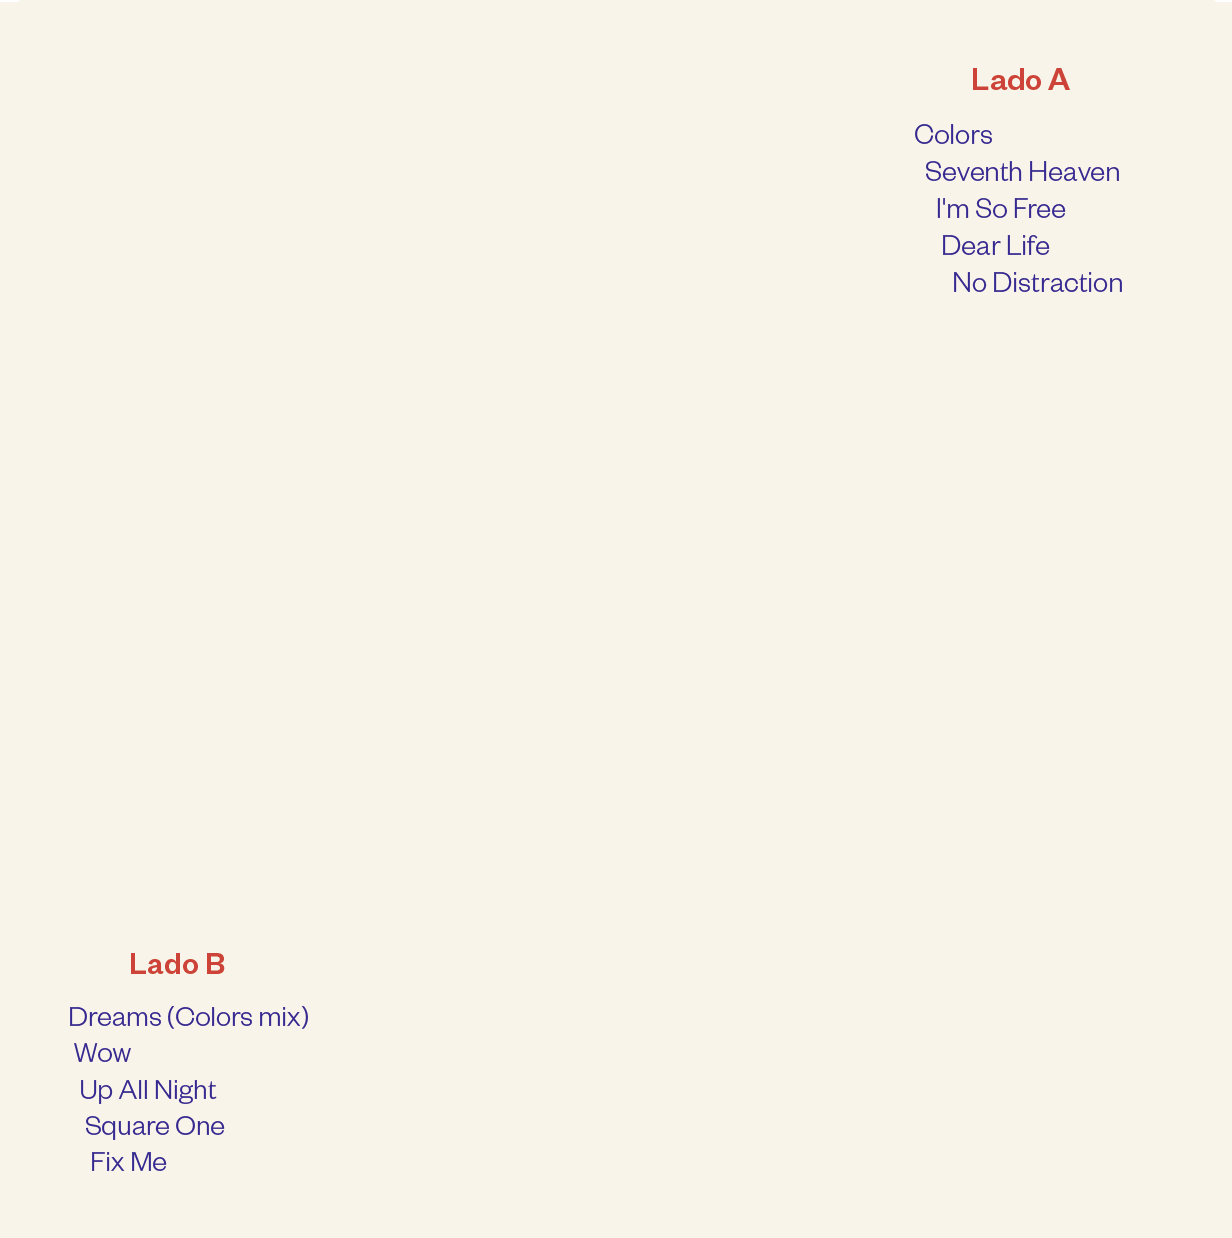 Lado A
Colors
Seventh Heaven
I'm So Free
Dear Life
No Distraction
Lado B
Dreams (Colors mix)
Wow
Up All Night
Square One
Fix Me